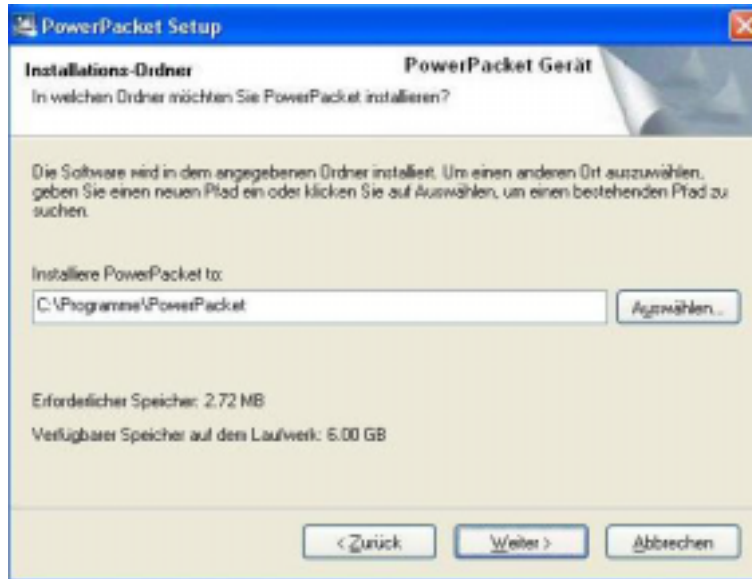 PowerPacket Setup
Installations-Ordner
PowerPacket Gerät
In welchen Ordner möchten Sie PowerPacket installieren?
Die Software wird in dem angegebenen Ordner installiert. Um einen anderen Ort auszuwählen,
geben Sie einen neuen Pfad ein oder klicken Sie auf Auswählen, um einen bestehenden Pfad zu
suchen.
Installiere PowerPacket to:
C:\Programme\PowerPacket
Auswählen...
Erforderlicher Speicher: 2.72 MB
Verfügbarer Speicher auf dem Laufwerk: 6.00 GB
< Zurück
Weiter >
Abbrechen